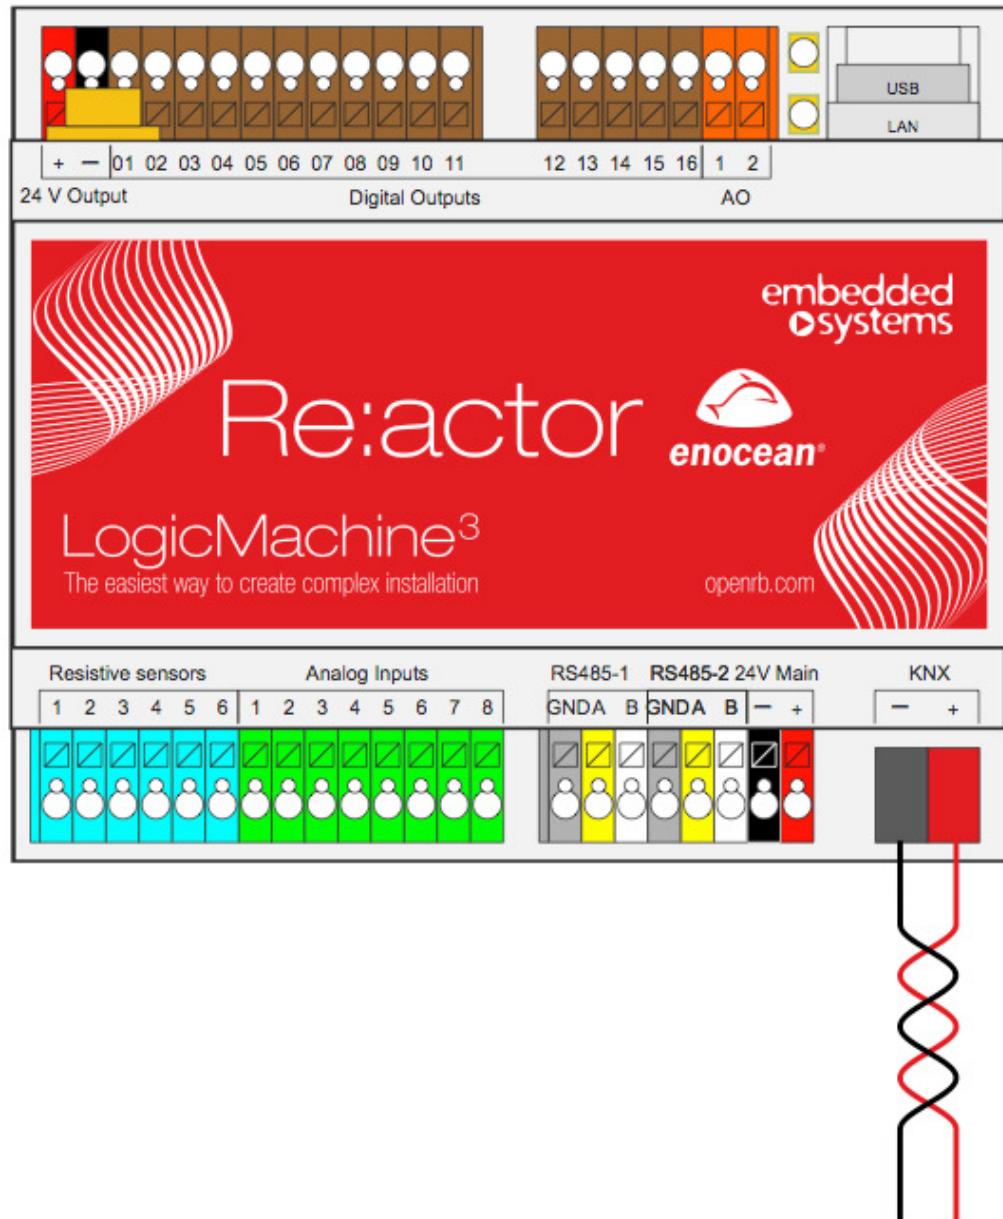 USB
LAN
+ — 01 02 03 04 05 06 07 08 09 10 11 12 13 14 15 16 1 2
24 V Output Digital Outputs AO
embedded
systems
Re:actor
enocean®
LogicMachine³
The easiest way to create complex installation openrb.com
Resistive sensors Analog Inputs RS485-1 RS485-2 24V Main KNX
1 2 3 4 5 6 1 2 3 4 5 6 7 8 GND A B GND A B — + — +